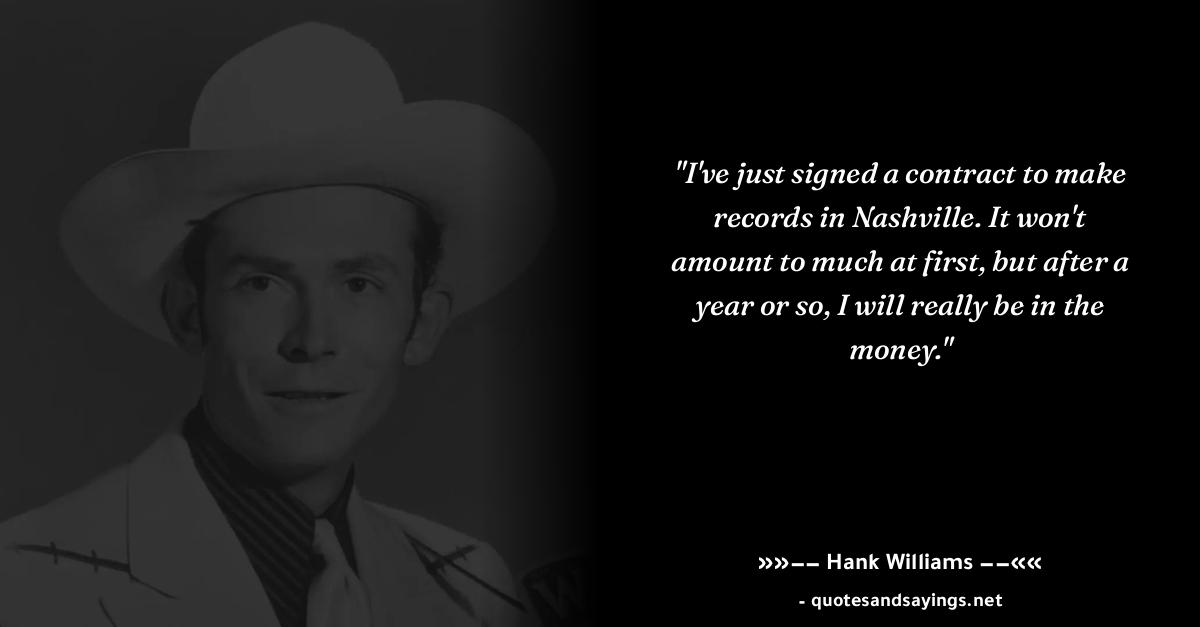 "I've just signed a contract to make
records in Nashville. It won't
amount to much at first, but after a
year or so, I will really be in the
money."
»»–– Hank Williams ––««
- quotesandsayings.net